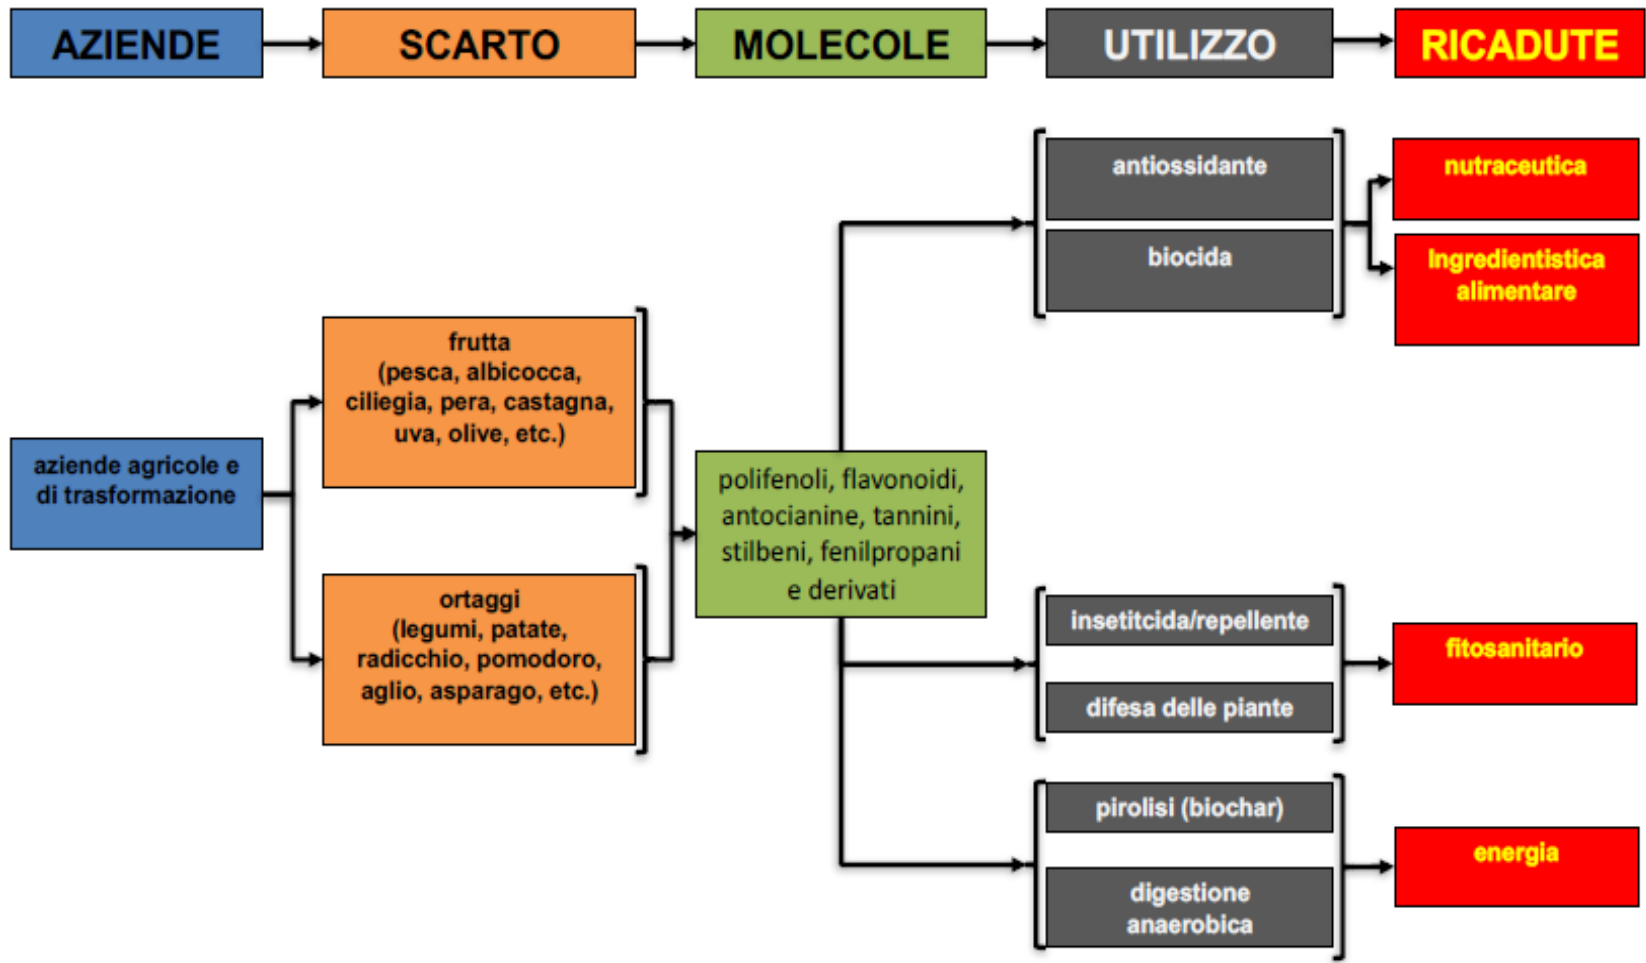 AZIENDE
SCARTO
MOLECOLE
UTILIZZO
RICADUTE
aziende agricole e
di trasformazione
frutta
(pesca, albicocca,
ciliegia, pera, castagna,
uva, olive, etc.)
ortaggi
(legumi, patate,
radicchio, pomodoro,
aglio, asparago, etc.)
polifenoli, flavonoidi,
antocianine, tannini,
stilbeni, fenilpropani
e derivati
antiossidante
biocida
insetitcida/repellente
difesa delle piante
pirolisi (biochar)
digestione
anaerobica
nutraceutica
Ingredientistica
alimentare
fitosanitario
energia